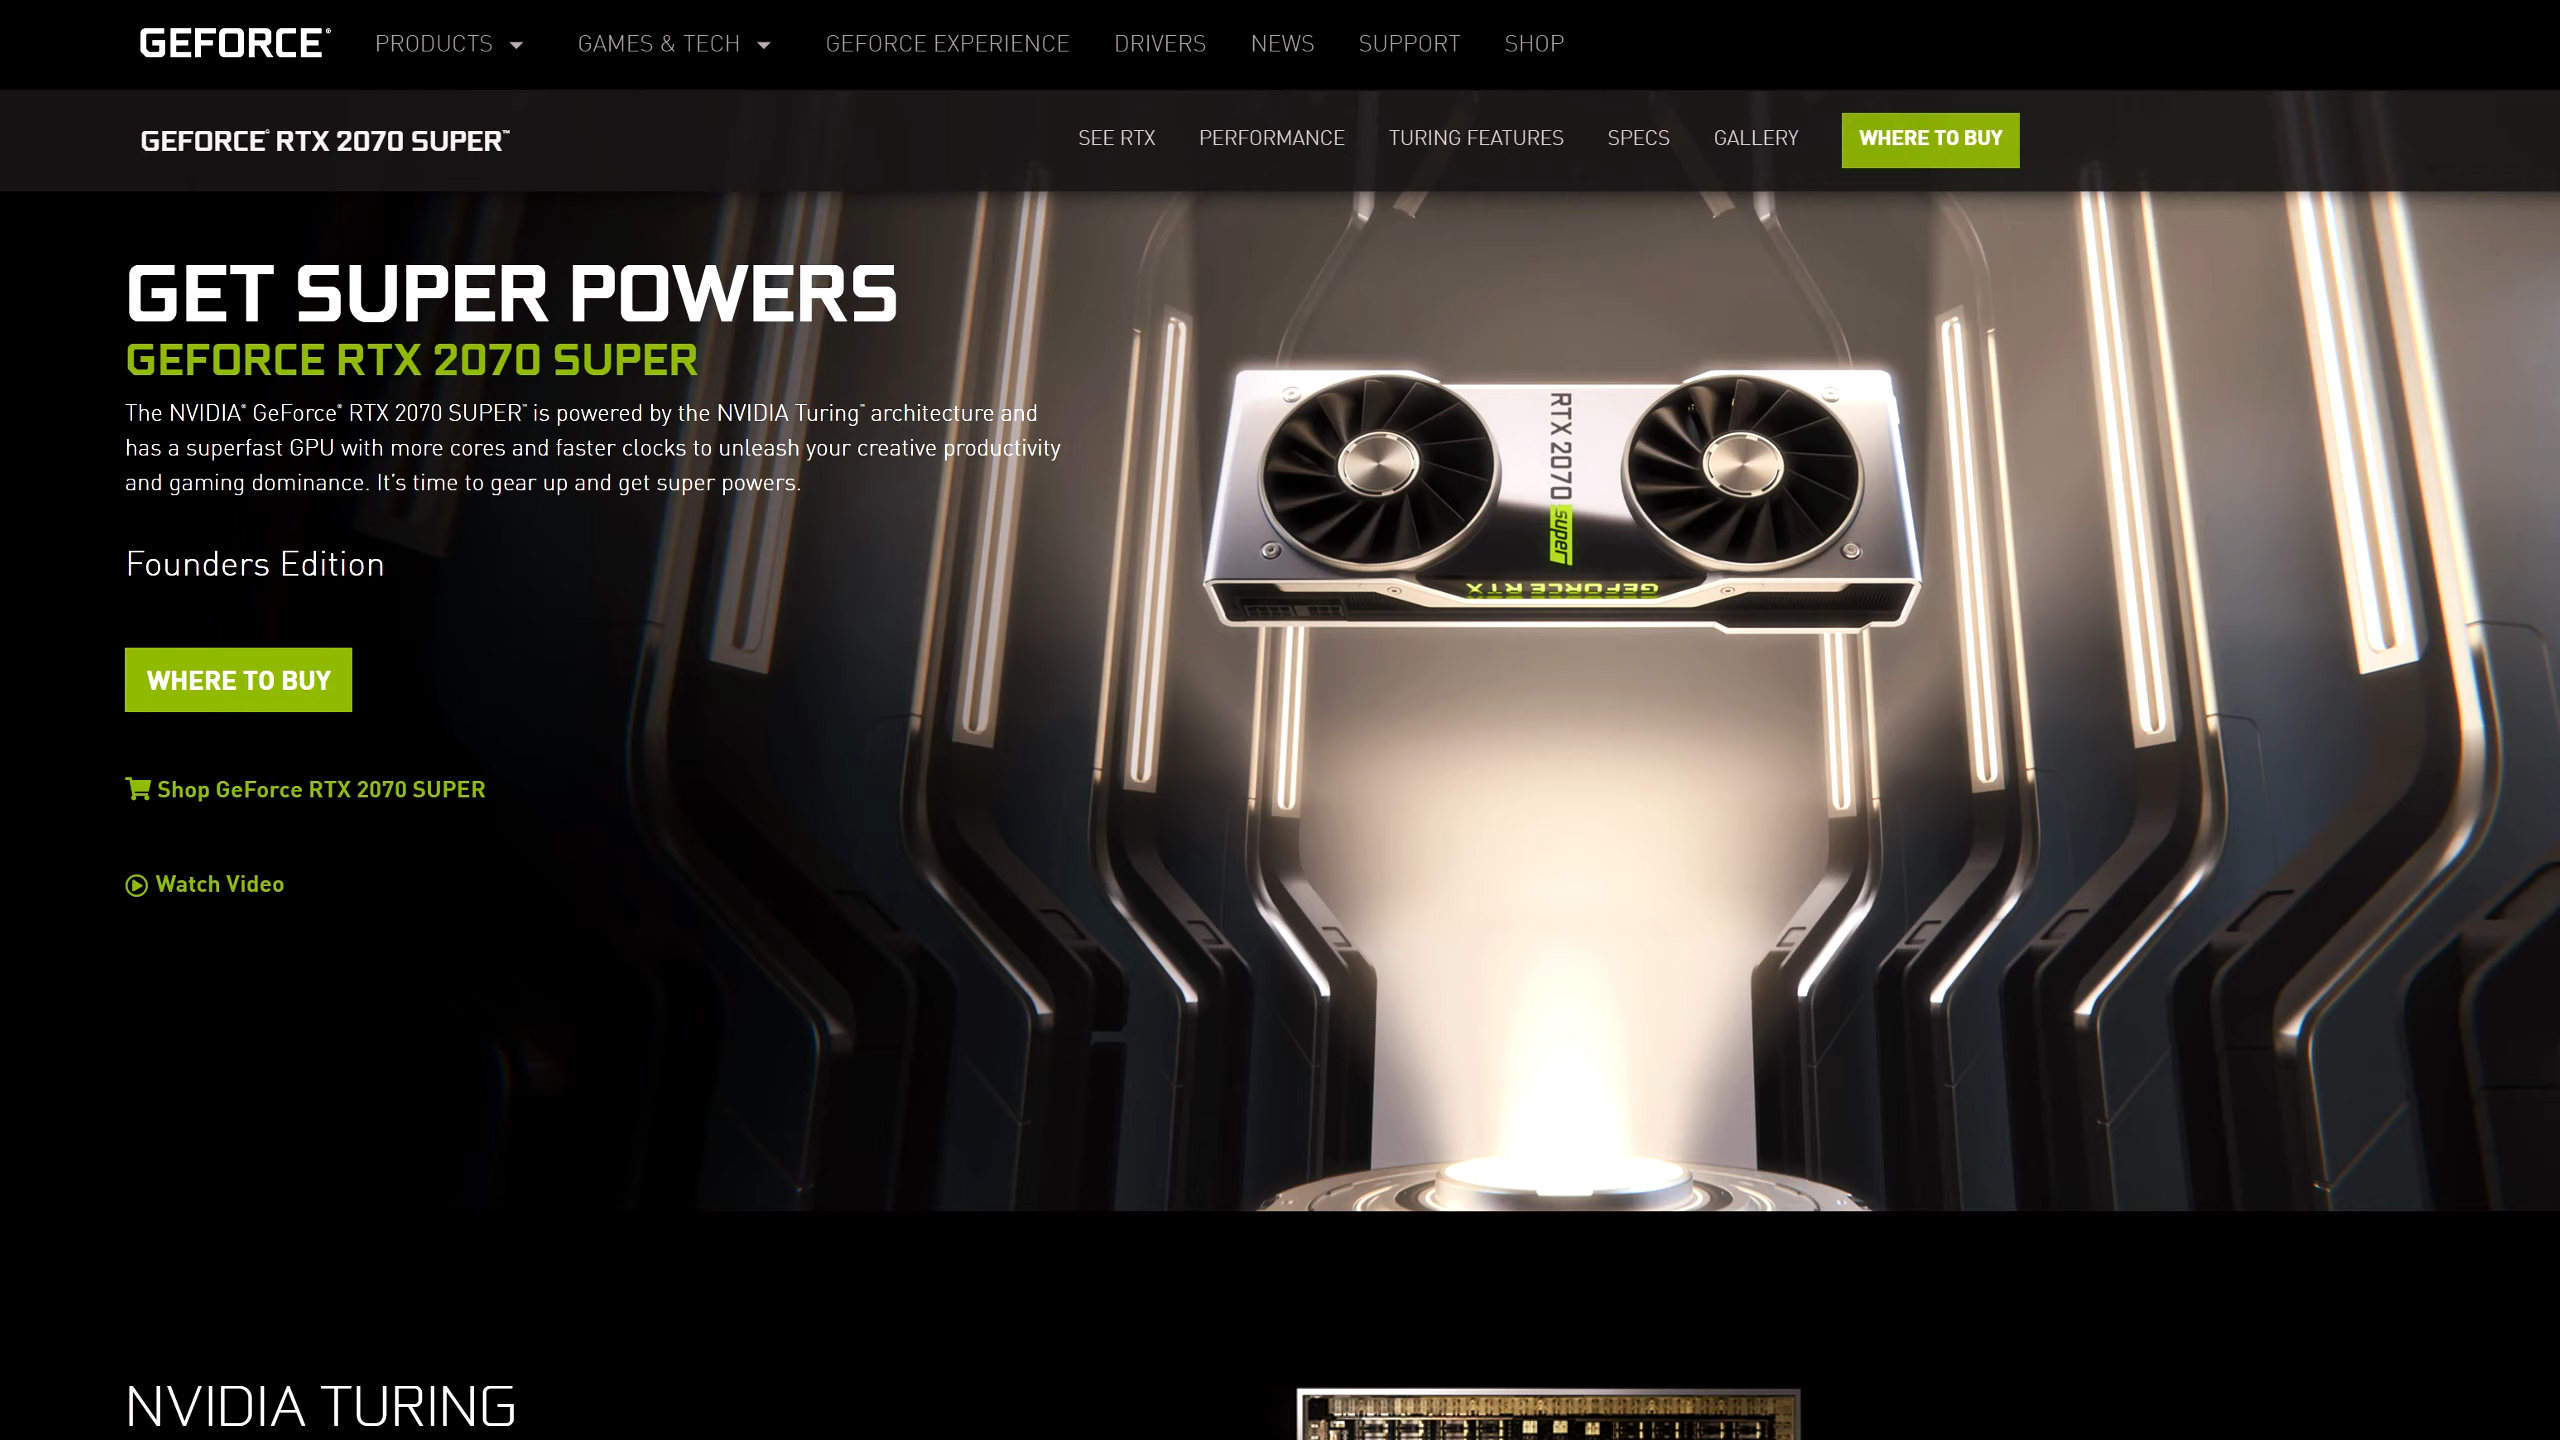 GEFORCE® PRODUCTS GAMES & TECH GEFORCE EXPERIENCE DRIVERS NEWS SUPPORT SHOP
GEFORCE® RTX 2070 SUPER™ SEE RTX PERFORMANCE TURING FEATURES SPECS GALLERY WHERE TO BUY
GET SUPER POWERS
GEFORCE RTX 2070 SUPER
The NVIDIA® GeForce® RTX 2070 SUPER™ is powered by the NVIDIA Turing™ architecture and
has a superfast GPU with more cores and faster clocks to unleash your creative productivity
and gaming dominance. It's time to gear up and get super powers.
Founders Edition
WHERE TO BUY
Shop GeForce RTX 2070 SUPER
Watch Video
RTX 2070 super
GEFORCE RTX
NVIDIA TURING